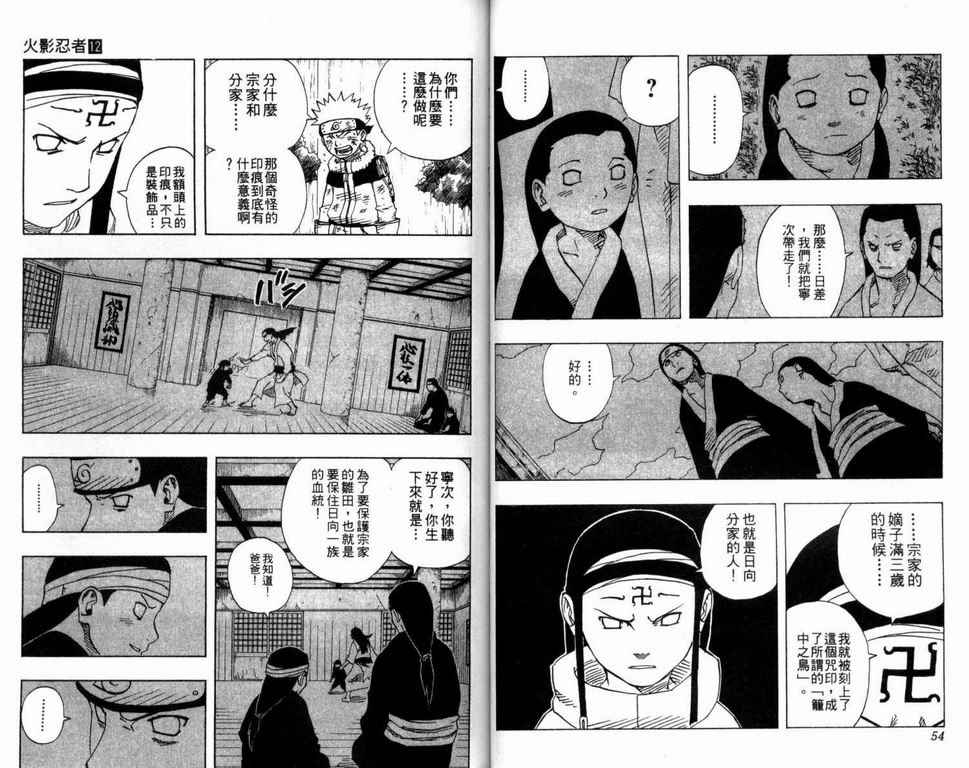 ………
？
……
那麼……日差
，我們就把寧
次帶走了！
……
好的。
……宗家的
嫡子滿三歲
的時候……
我就被刻上了
這個咒印，成
了所謂的「籠
中之鳥」。
也就是日向
分家的人！
54
火影忍者12
你們……
為什麼要
這麼做呢
……？
分什麼
宗家和
分家……
那個奇怪的
印痕到底有
什麼意義啊
？
我額頭上的
印痕，不只
是裝飾品…
バシ
心技一体
寧次，你聽
好了，你生
下來就是…
為了要保護宗家
的雛田，也就是
要保住日向一族
的血統！
我知道！
爸爸！
……
……